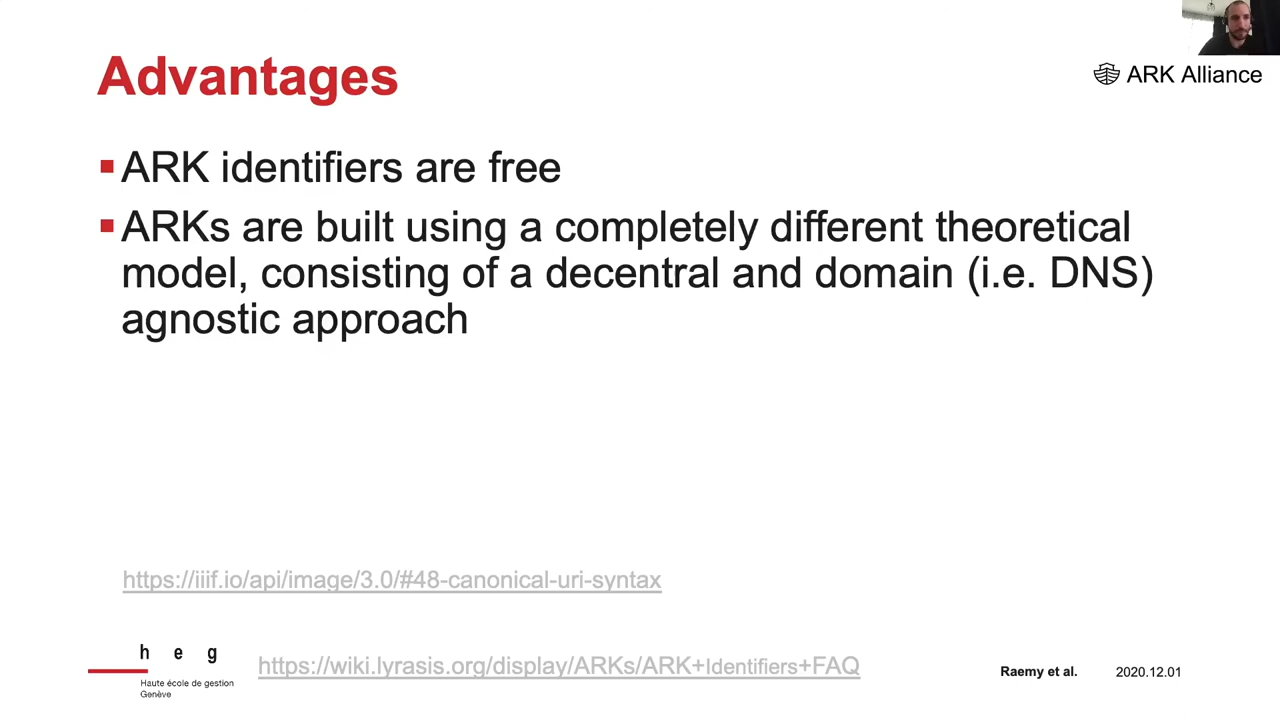 Advantages
ARK Alliance
▪ARK identifiers are free
▪ARKs are built using a completely different theoretical
model, consisting of a decentral and domain (i.e. DNS)
agnostic approach
https://iiif.io/api/image/3.0/#48-canonical-uri-syntax
h e g
Haute école de gestion
Genève
https://wiki.lyrasis.org/display/ARKs/ARK+Identifiers+FAQ
Raemy et al.
2020.12.01